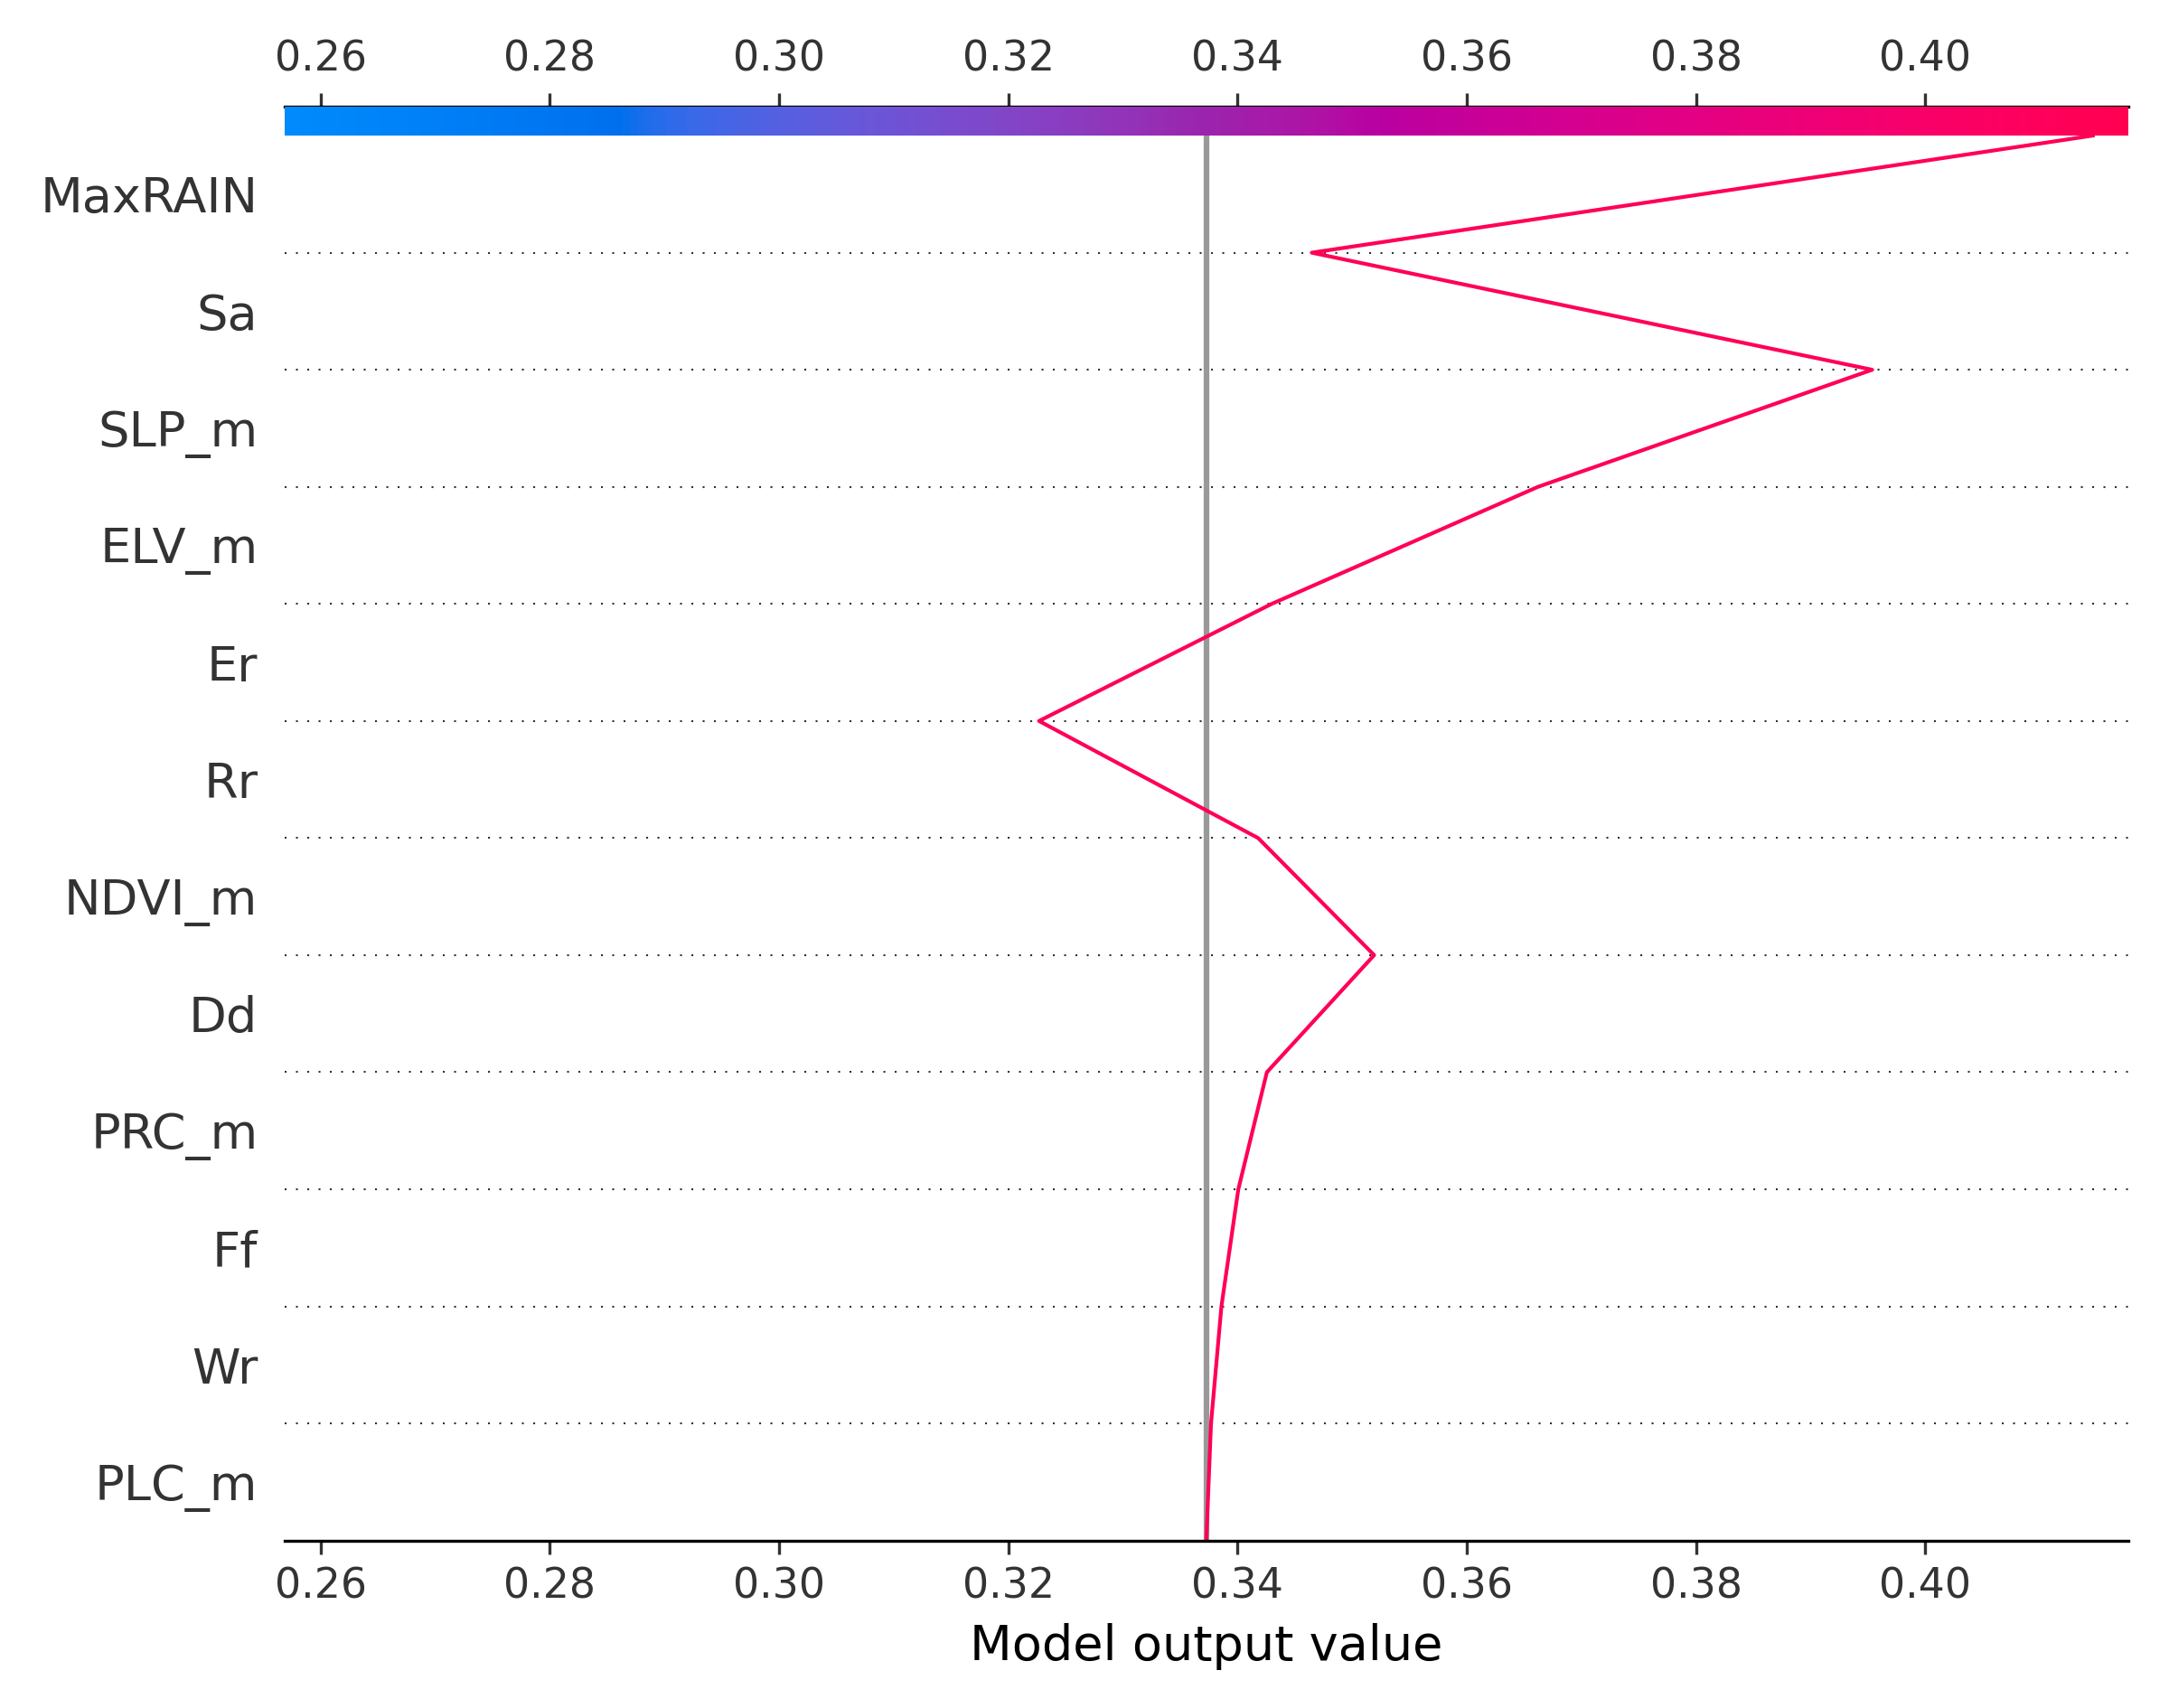 0.26 0.28 0.30 0.32 0.34 0.36 0.38 0.40
MaxRAIN
Sa
SLP_m
ELV_m
Er
Rr
NDVI_m
Dd
PRC_m
Ff
Wr
PLC_m
0.26 0.28 0.30 0.32 0.34 0.36 0.38 0.40
Model output value